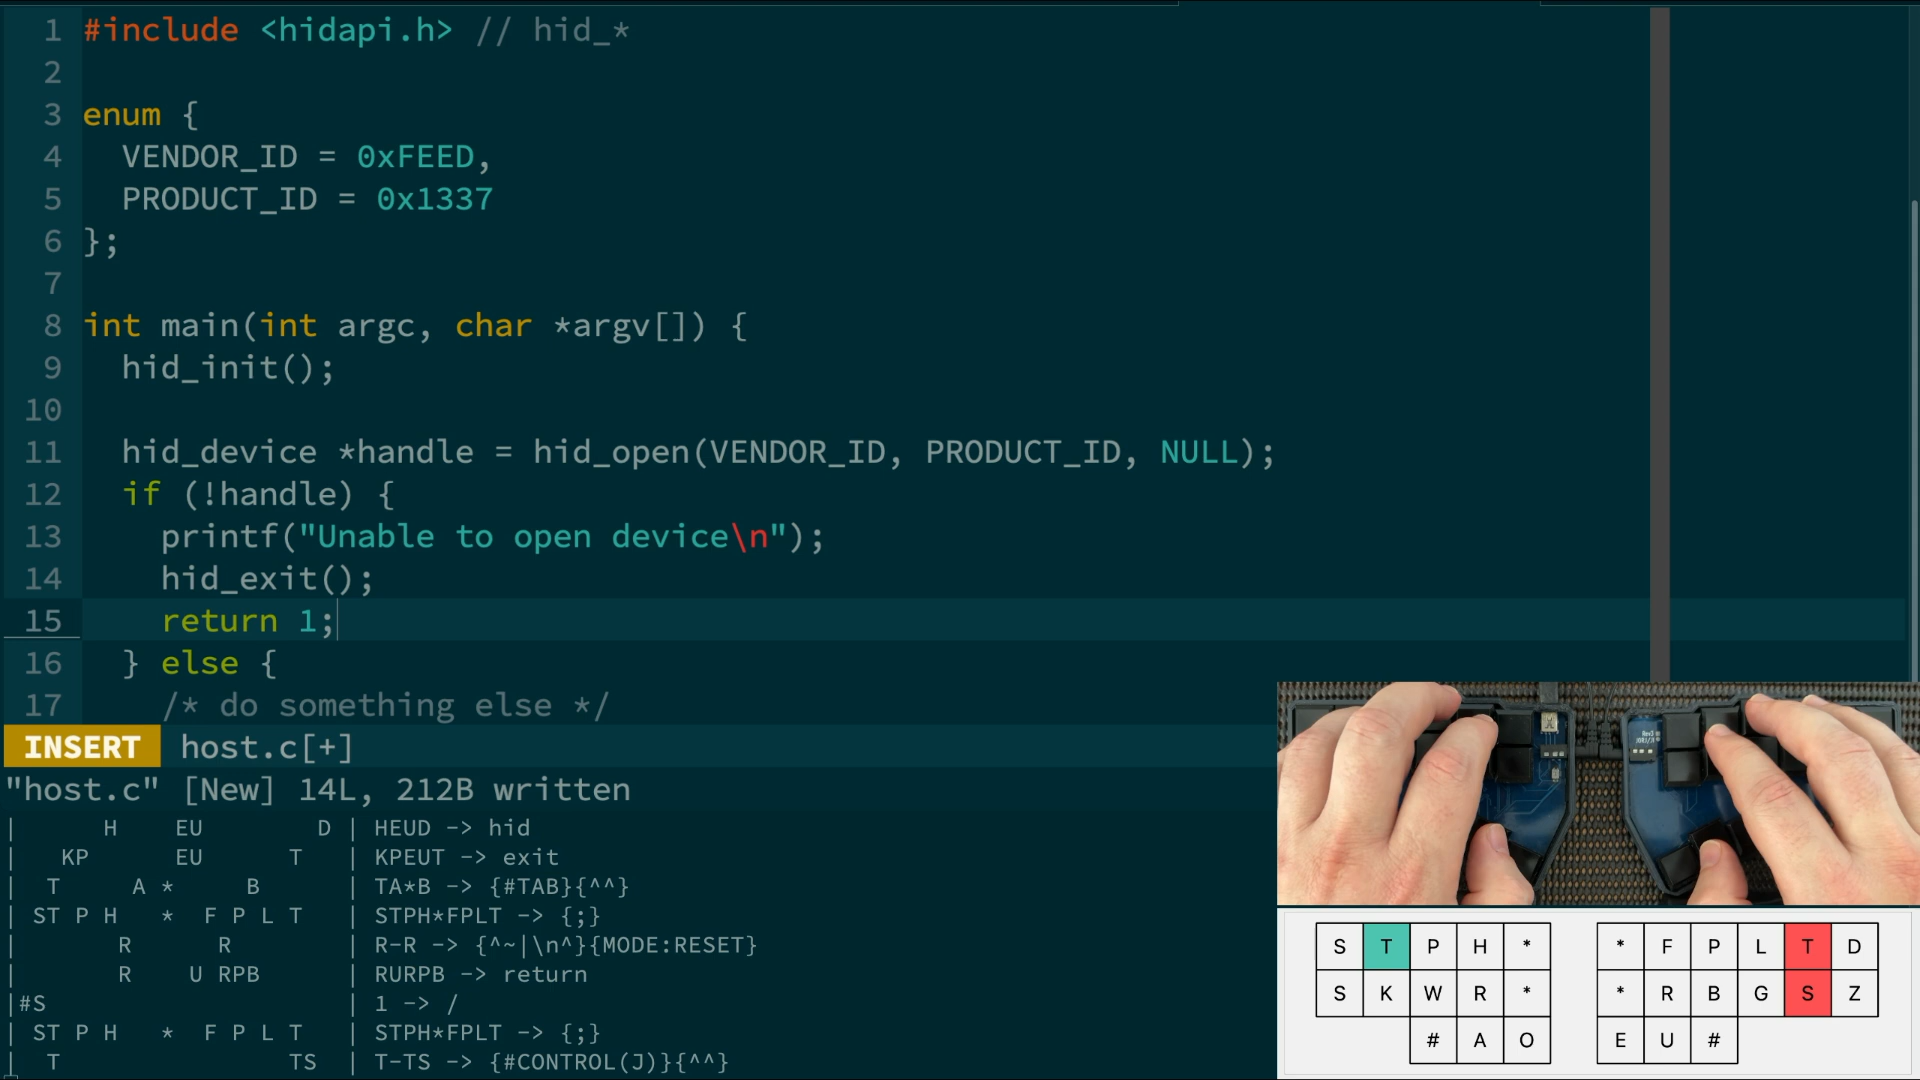 1 #include <hidapi.h> // hid_*
2
3 enum {
4 VENDOR_ID = 0xFEED,
5 PRODUCT_ID = 0x1337
6 };
7
8 int main(int argc, char *argv[]) {
9 hid_init();
10
11 hid_device *handle = hid_open(VENDOR_ID, PRODUCT_ID, NULL);
12 if (!handle) {
13 printf("Unable to open device\n");
14 hid_exit();
15 return 1;
16 } else {
17 /* do something else */
INSERT host.c[+]
"host.c" [New] 14L, 212B written
| H EU D | HEUD -> hid
| KP EU T | KPEUT -> exit
| T A * B | TA*B -> {#TAB}{^^}
| ST P H * F P L T | STPH*FPLT -> {;}
| R R | R-R -> {^~|\n^}{MODE:RESET}
| R U RPB | RURPB -> return
|#S | 1 -> /
| ST P H * F P L T | STPH*FPLT -> {;}
| T TS | T-TS -> {#CONTROL(J)}{^^}
S T P H * * F P L T D
S K W R * * R B G S Z
# A O E U #